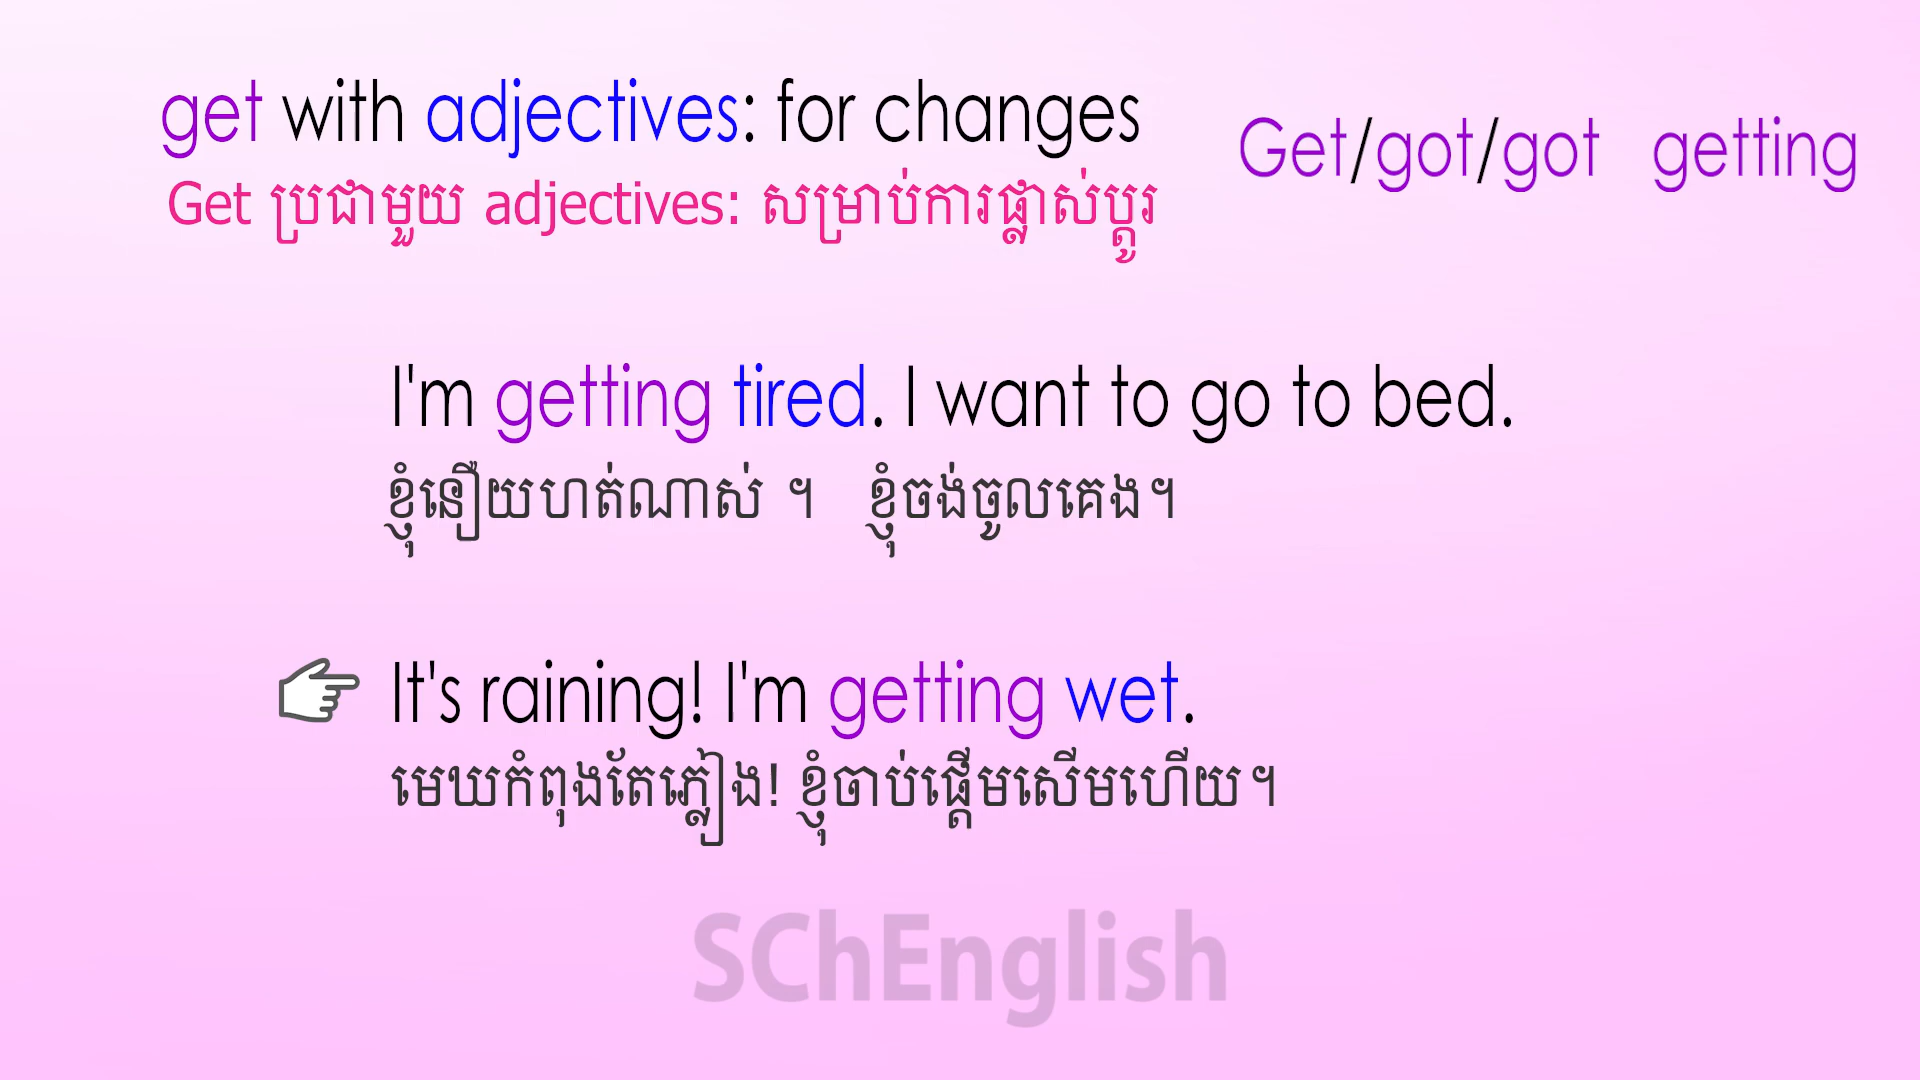 get with adjectives: for changes
Get/got/got getting
Get ប្រជាមួយ adjectives: សម្រាប់ការផ្លាស់ប្តូរ
I'm getting tired. I want to go to bed.
ខ្ញុំនឿយហត់ណាស់ ។ ខ្ញុំចង់ចូលគេង។
It's raining! I'm getting wet.
មេឃកំពុងតែភ្លៀង! ខ្ញុំចាប់ផ្តើមសើមហើយ។
SChEnglish